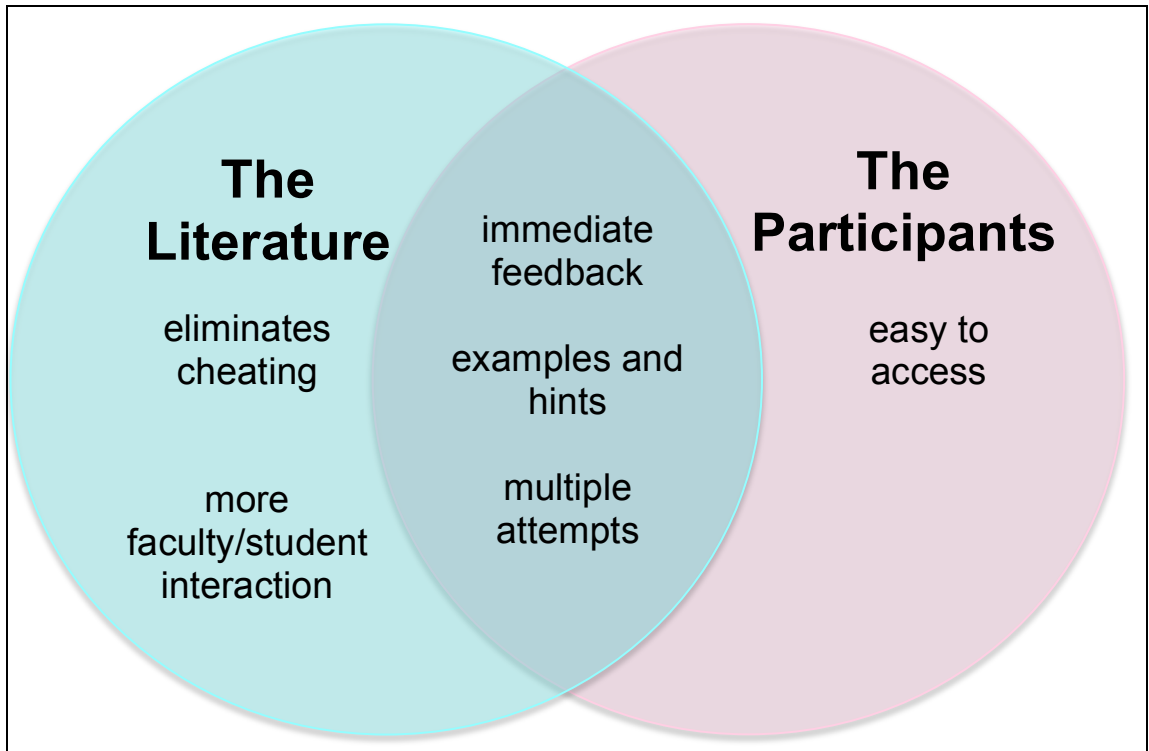 The
Literature
eliminates
cheating
more
faculty/student
interaction
immediate
feedback
examples and
hints
multiple
attempts
The
Participants
easy to
access